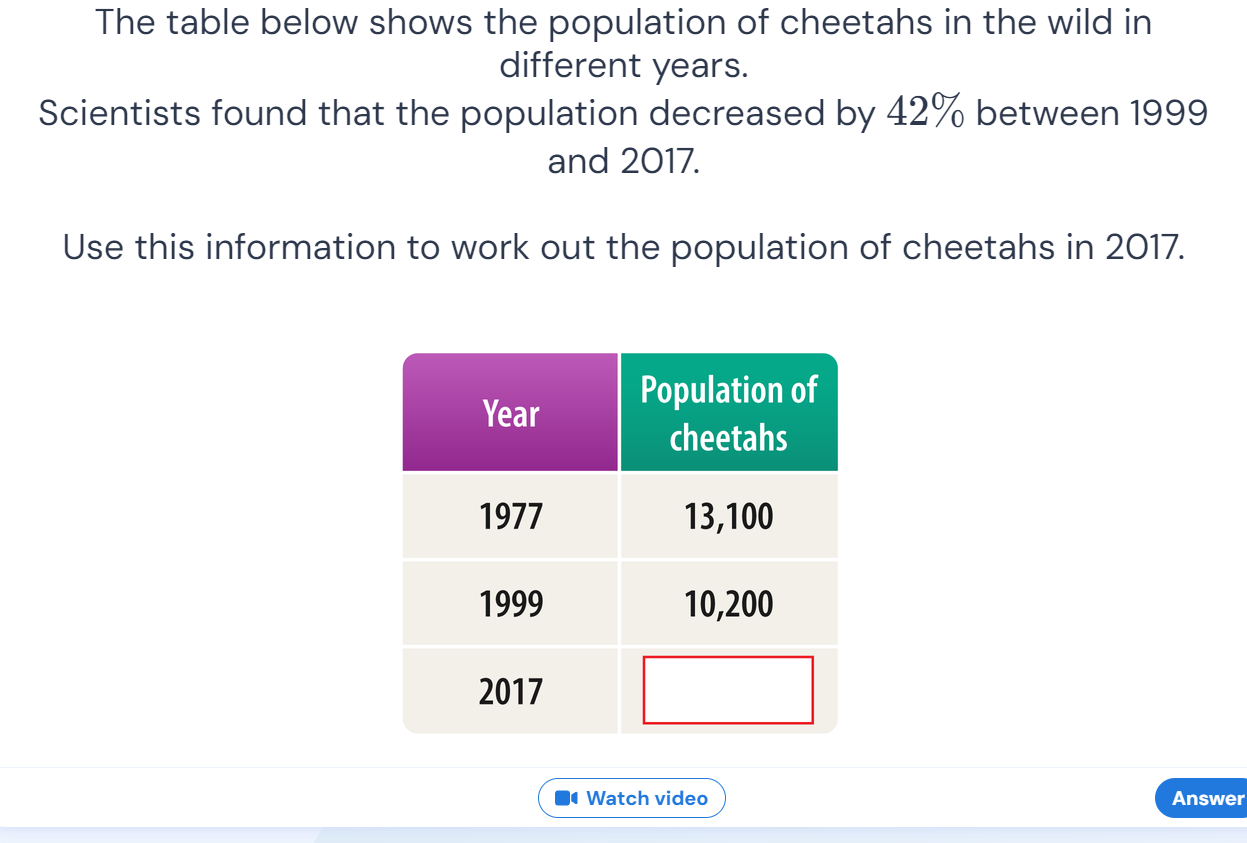 The table below shows the population of cheetahs in the wild in
different years.
Scientists found that the population decreased by 42% between 1999
and 2017.
Use this information to work out the population of cheetahs in 2017.
Year
Population of
cheetahs
1977
13,100
1999
10,200
2017
Watch video
Answer